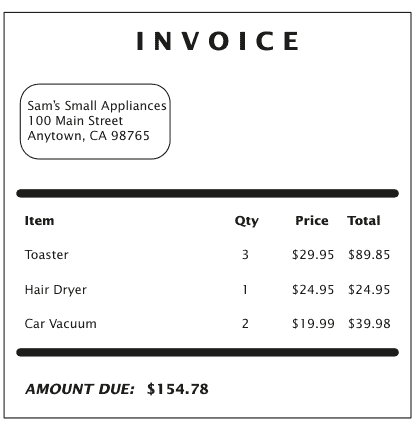 INVOICE
Sam's Small Appliances
100 Main Street
Anytown, CA 98765
Item Qty Price Total
Toaster 3 $29.95 $89.85
Hair Dryer 1 $24.95 $24.95
Car Vacuum 2 $19.99 $39.98
AMOUNT DUE: $154.78